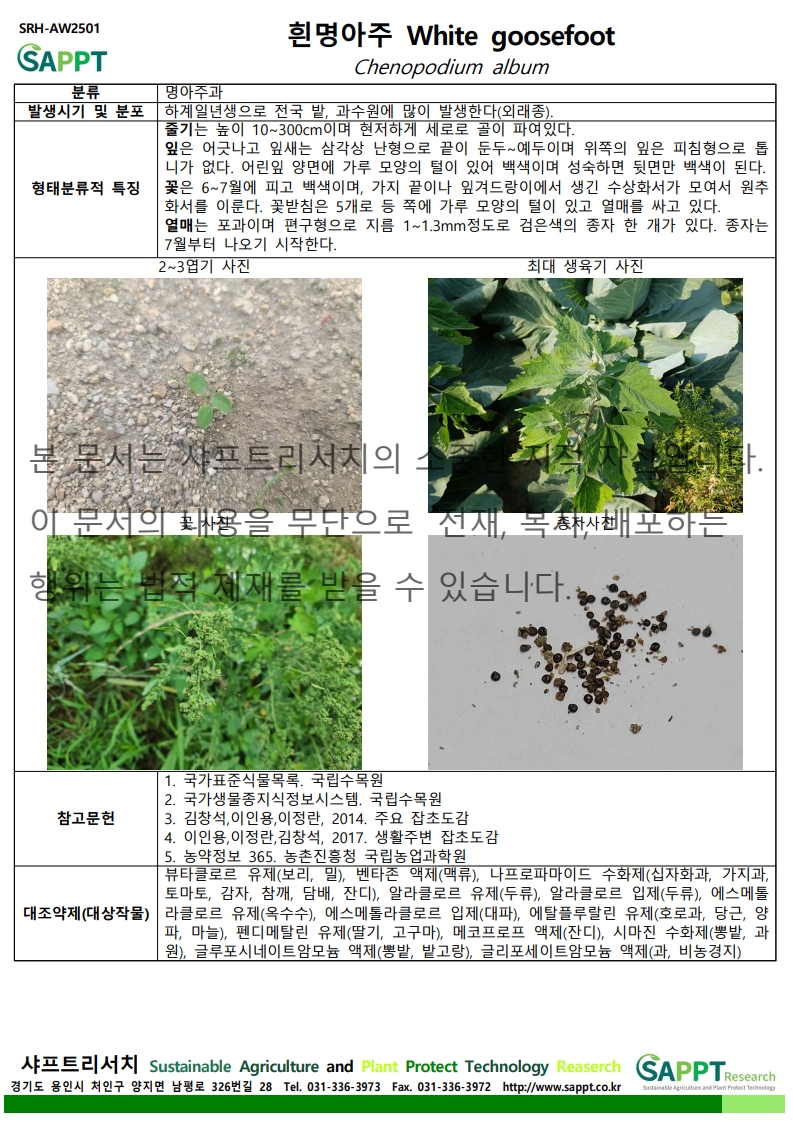 SRH-AW2501
흰명아주 White goosefoot
SAPPT
Chenopodium album
분류
명아주과
발생시기 및 분포
하계일년생으로 전국 밭, 과수원에 많이 발생한다(외래종).
형태분류적 특징
줄기는 높이 10~300cm이며 현저하게 세로로 골이 파여있다.
잎은 어긋나고 잎새는 삼각상 난형으로 끝이 둔두~예두이며 위쪽의 잎은 피침형으로 톱
니가 없다. 어린잎 양면에 가루 모양의 털이 있어 백색이며 성숙하면 뒷면만 백색이 된다.
꽃은 6~7월에 피고 백색이며, 가지 끝이나 잎겨드랑이에서 생긴 수상화서가 모여서 원추
화서를 이룬다. 꽃받침은 5개로 등 쪽에 가루 모양의 털이 있고 열매를 싸고 있다.
열매는 포과이며 편구형으로 지름 1~1.3mm정도로 검은색의 종자 한 개가 있다. 종자는
7월부터 나오기 시작한다.
2~3엽기 사진
최대 생육기 사진
본 문서는 샤프트리서치의 소중한 지적 자산입니다.
꽃 사진
종자사진
이 문서의 내용을 무단으로 전재, 복사, 배포하는
행위는 법적 제재를 받을 수 있습니다.
참고문헌
1. 국가표준식물목록. 국립수목원
2. 국가생물종지식정보시스템. 국립수목원
3. 김창석,이인용,이정란, 2014. 주요 잡초도감
4. 이인용,이정란,김창석, 2017. 생활주변 잡초도감
5. 농약정보 365. 농촌진흥청 국립농업과학원
대조약제(대상작물)
뷰타클로르 유제(보리, 밀), 벤타존 액제(맥류), 나프로파마이드 수화제(십자화과, 가지과,
토마토, 감자, 참깨, 담배, 잔디), 알라클로르 유제(두류), 알라클로르 입제(두류), 에스메톨
라클로르 유제(옥수수), 에스메톨라클로르 입제(대파), 에탈플루랄린 유제(호로과, 당근, 양
파, 마늘), 펜디메탈린 유제(딸기, 고구마), 메코프로프 액제(잔디), 시마진 수화제(뽕밭, 과
원), 글루포시네이트암모늄 액제(뽕밭, 밭고랑), 글리포세이트암모늄 액제(과, 비농경지)
샤프트리서치 Sustainable Agriculture and Plant Protect Technology Reaserch
경기도 용인시 처인구 양지면 남평로 326번길 28 Tel. 031-336-3973 Fax. 031-336-3972 http://www.sappt.co.kr
SAPPT Research
Sustainable Agriculture and Plant Protect Technology